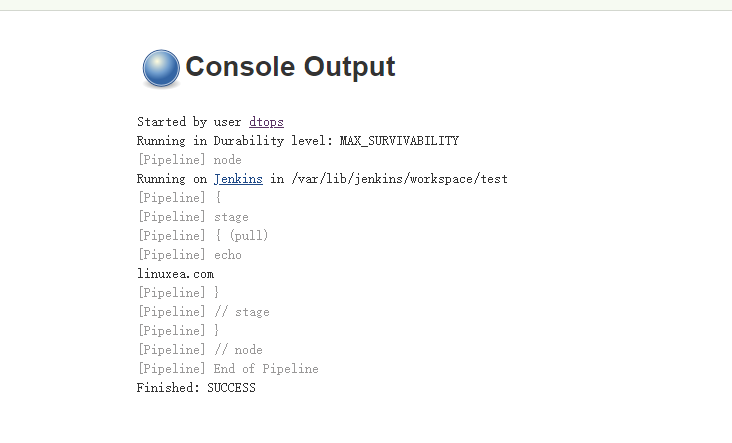 Console Output
Started by user dtops
Running in Durability level: MAX_SURVIVABILITY
[Pipeline] node
Running on Jenkins in /var/lib/jenkins/workspace/test
[Pipeline] {
[Pipeline] stage
[Pipeline] { (pull)
[Pipeline] echo
linuxea.com
[Pipeline] }
[Pipeline] // stage
[Pipeline] }
[Pipeline] // node
[Pipeline] End of Pipeline
Finished: SUCCESS